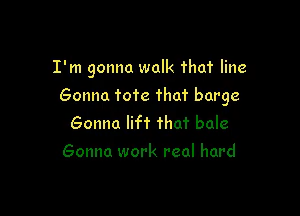 I'm gonna walk that line
Gonna tote that barge
Gonna lift that bale
Gonna work real hard